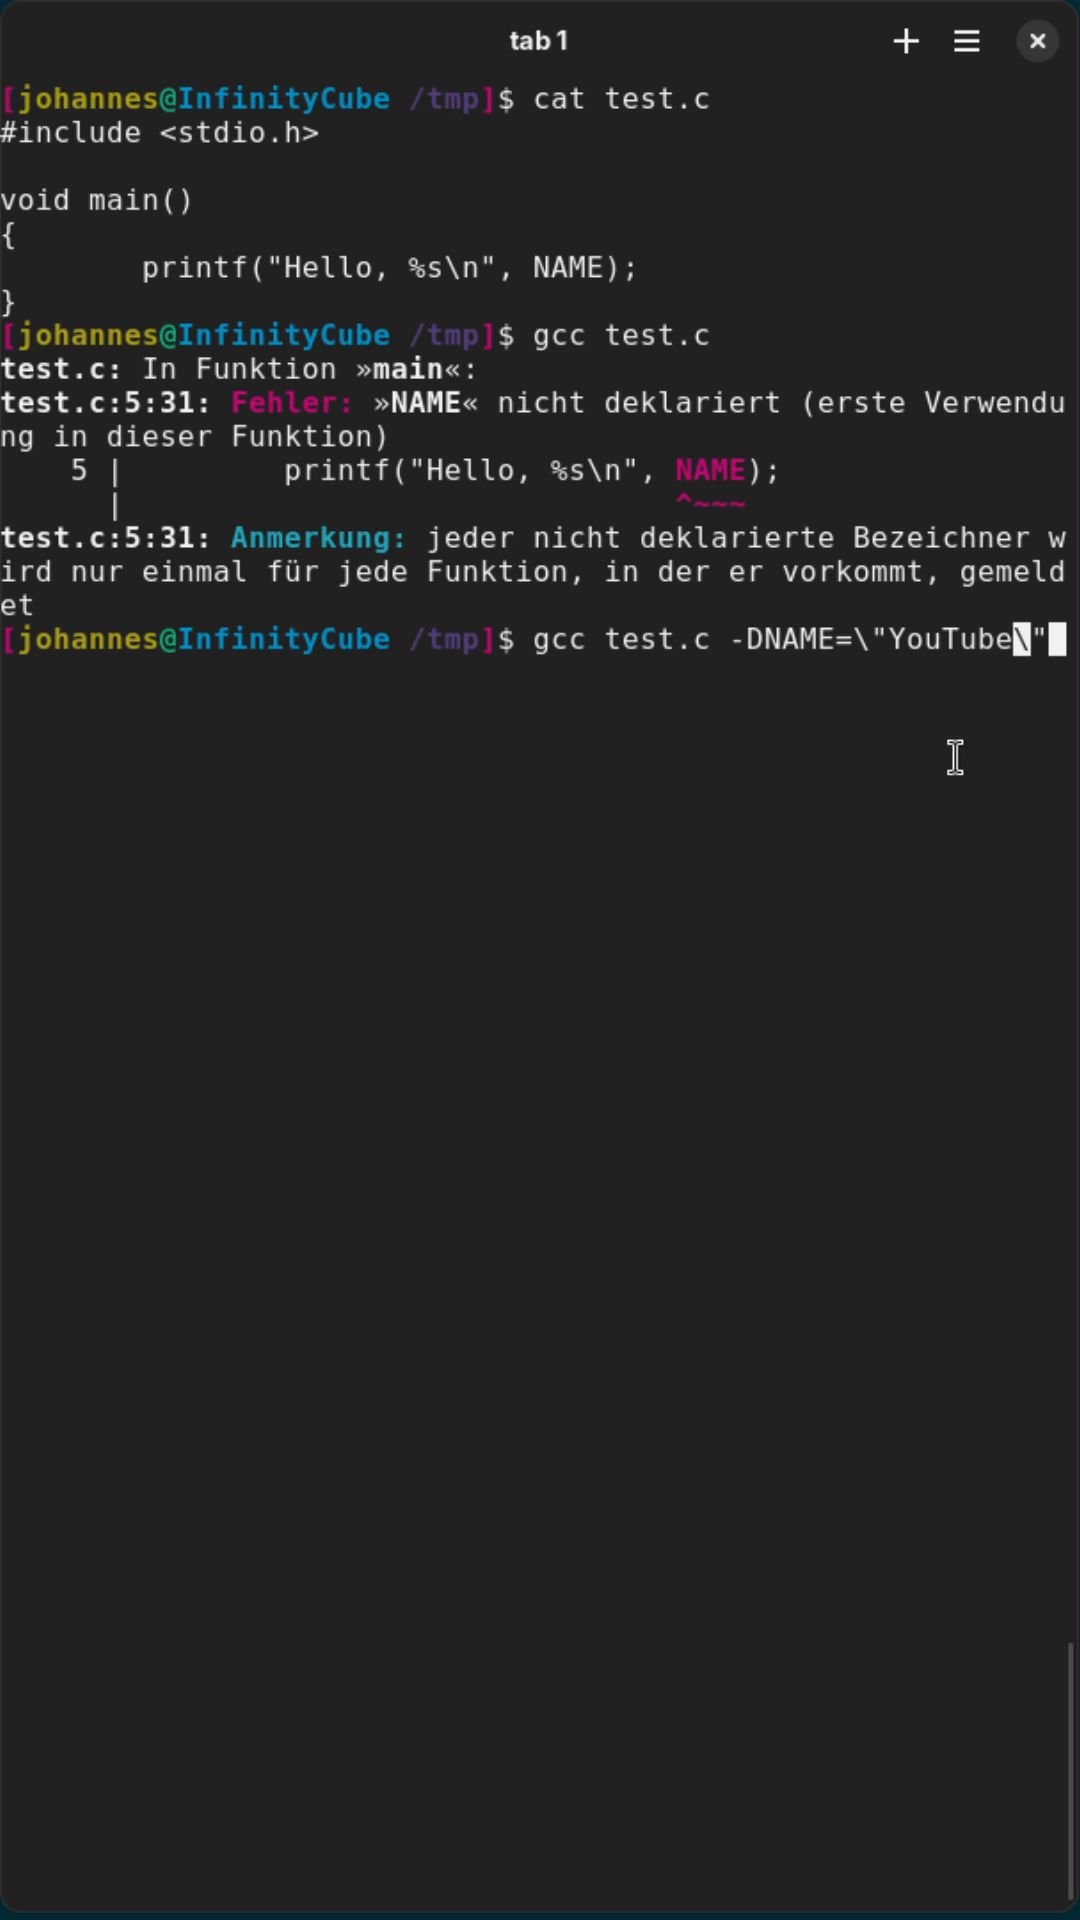 tab 1
[johannes@InfinityCube /tmp]$ cat test.c
#include <stdio.h>
void main()
{
        printf("Hello, %s\n", NAME);
}
[johannes@InfinityCube /tmp]$ gcc test.c
test.c: In Funktion »main«:
test.c:5:31: Fehler: »NAME« nicht deklariert (erste Verwendu
ng in dieser Funktion)
    5 |         printf("Hello, %s\n", NAME);
      |                               ^~~~
test.c:5:31: Anmerkung: jeder nicht deklarierte Bezeichner w
ird nur einmal für jede Funktion, in der er vorkommt, gemeld
et
[johannes@InfinityCube /tmp]$ gcc test.c -DNAME=\"YouTube\"